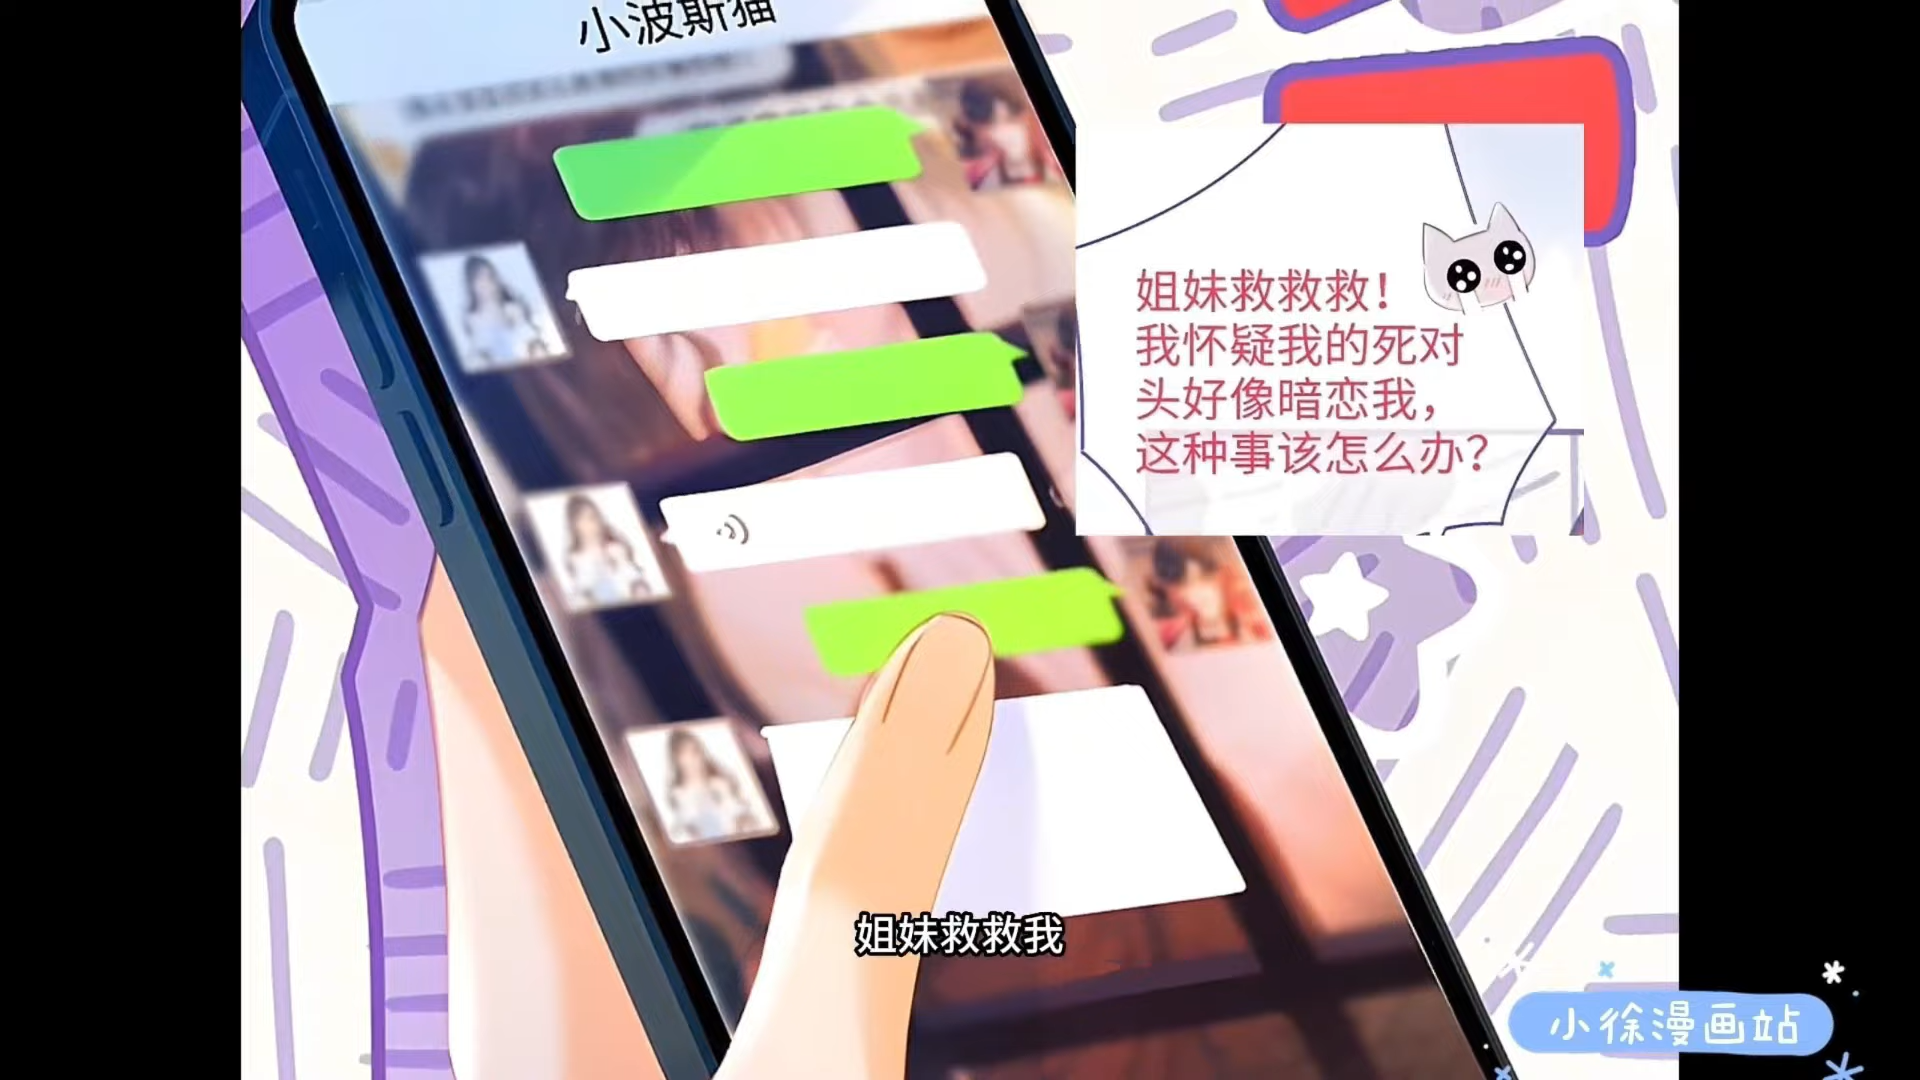 小波斯猫
姐妹救救救！
我怀疑我的死对
头好像暗恋我，
这种事该怎么办？
姐妹救救我
小徐漫画站